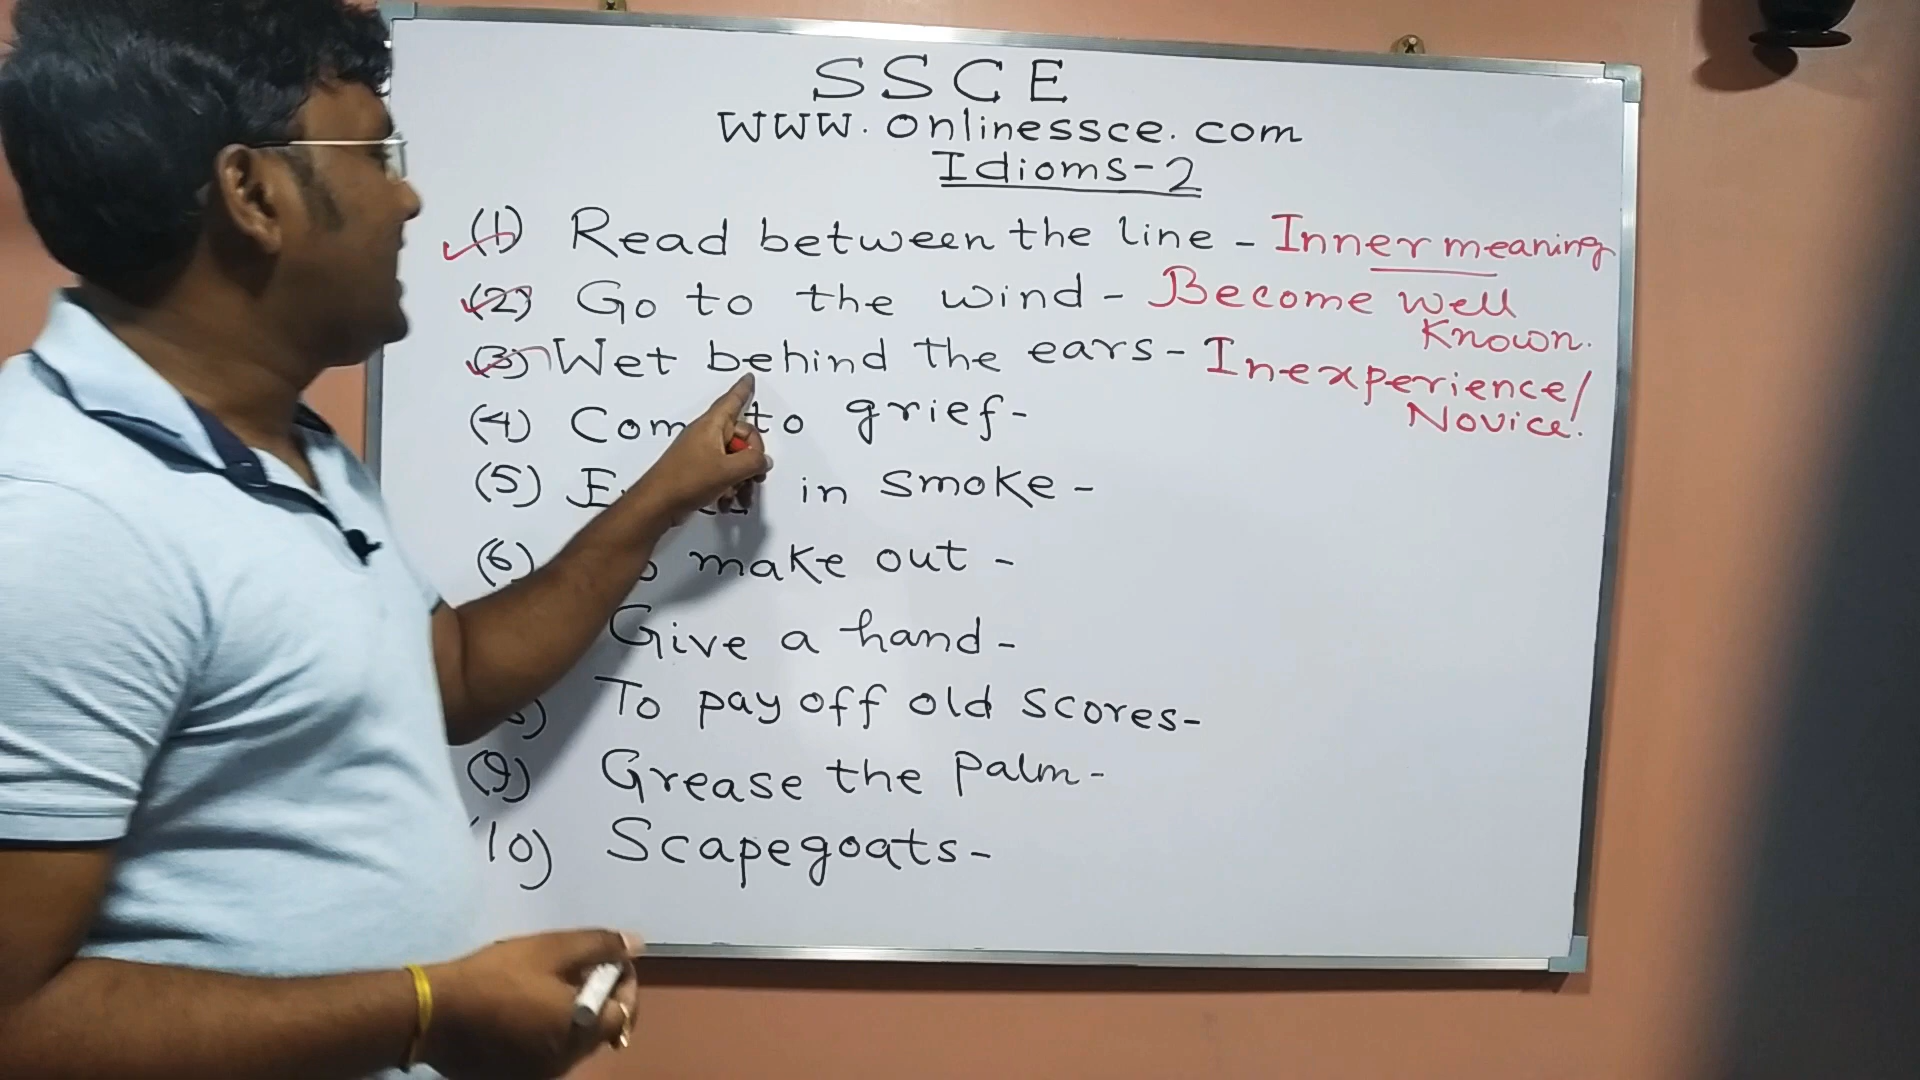 SSCE
www.onlinessce.com
Idioms-2
(1) Read between the line - Inner meaning
(2) Go to the wind - Become well Known.
(3) Wet behind the ears - Inexperience/ Novice.
(4) to grief -
(5) in smoke -
(6) make out -
Give a hand -
To pay off old scores -
(9) Grease the Palm -
(10) Scapegoats -